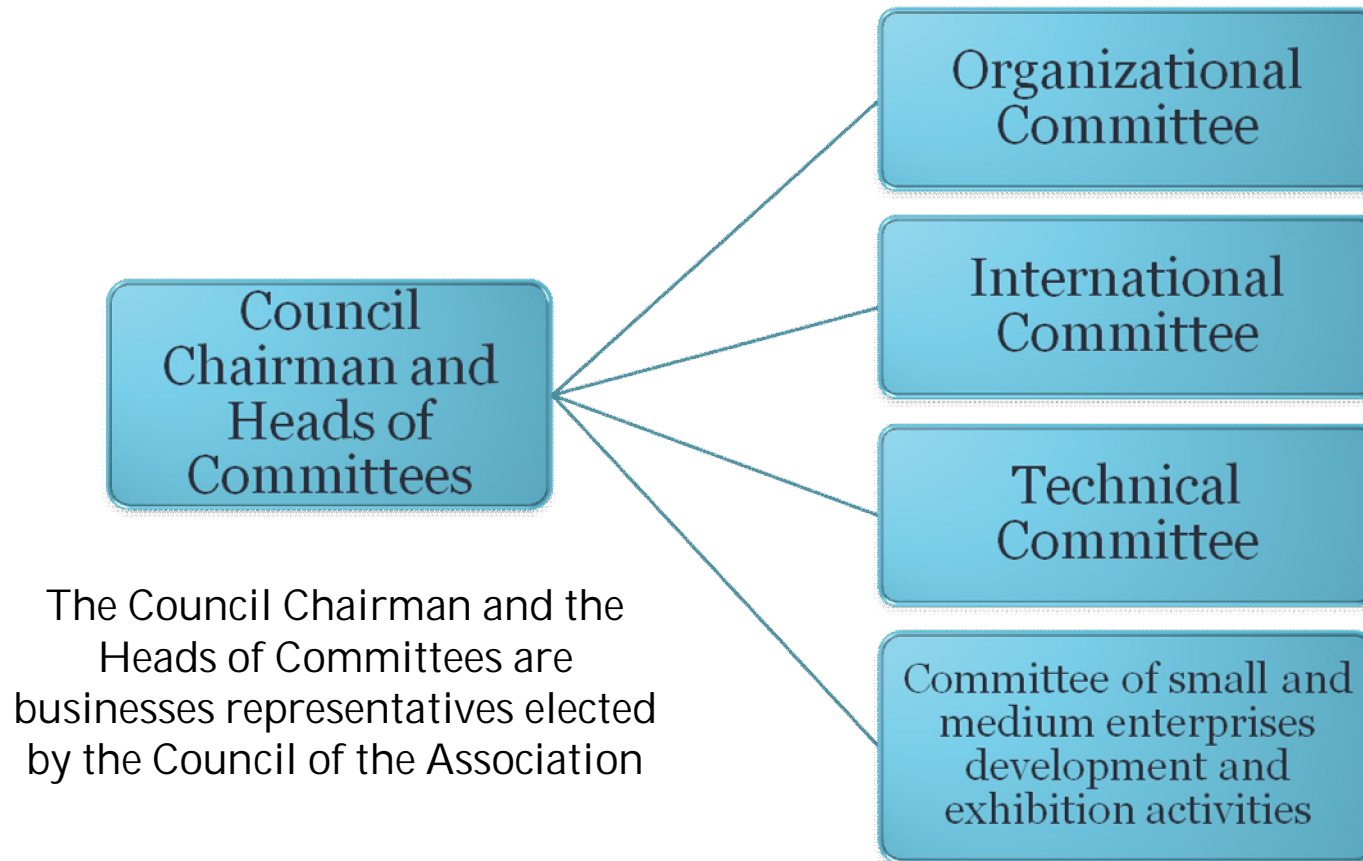 Council
Chairman and
Heads of
Committees
The Council Chairman and the
Heads of Committees are
businesses representatives elected
by the Council of the Association
Organizational
Committee
International
Committee
Technical
Committee
Committee of small and
medium enterprises
development and
exhibition activities